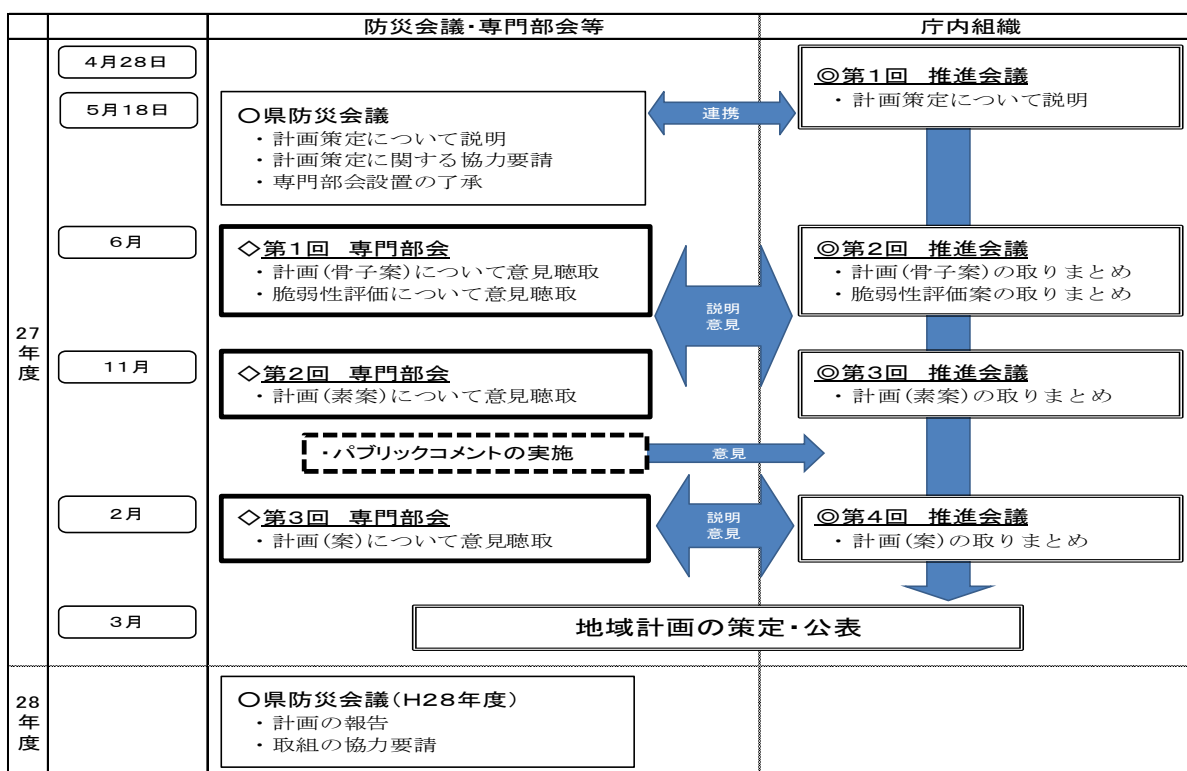 防災会議・専門部会等
庁内組織
27年度
4月28日
◎第1回 推進会議
・計画策定について説明
5月18日
○県防災会議
・計画策定について説明
・計画策定に関する協力要請
・専門部会設置の了承
連携
6月
◇第1回 専門部会
・計画(骨子案)について意見聴取
・脆弱性評価について意見聴取
説明
意見
◎第2回 推進会議
・計画(骨子案)の取りまとめ
・脆弱性評価案の取りまとめ
11月
◇第2回 専門部会
・計画(素案)について意見聴取
◎第3回 推進会議
・計画(素案)の取りまとめ
・パブリックコメントの実施
意見
2月
◇第3回 専門部会
・計画(案)について意見聴取
説明
意見
◎第4回 推進会議
・計画(案)の取りまとめ
3月
地域計画の策定・公表
28年度
○県防災会議(H28年度)
・計画の報告
・取組の協力要請